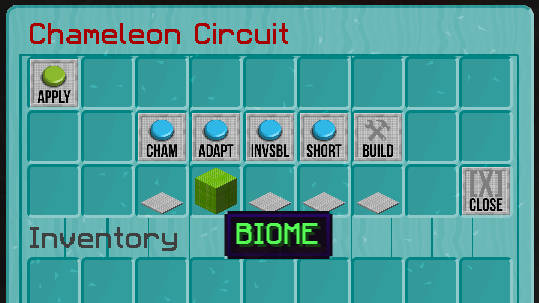 Chameleon Circuit
APPLY
CHAM ADAPT INVSBL SHORT BUILD
[X]
CLOSE
Inventory
BIOME